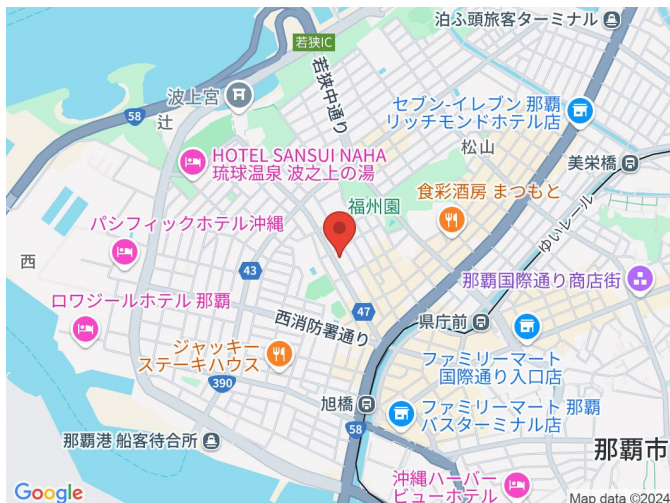 泊ふ頭旅客ターミナル
若狭IC
若狭中通り
58
波上宮
辻
セブン-イレブン 那覇
リッチモンドホテル店
松山
HOTEL SANSUI NAHA
琉球温泉 波之上の湯
美栄橋
福州園
食彩酒房 まつもと
パシフィックホテル沖縄
ゆいレール
西
43
那覇国際通り商店街
ロワジールホテル 那覇
47
県庁前
西消防署通り
ジャッキー
ステーキハウス
ファミリーマート
国際通り入口店
390
旭橋
ファミリーマート 那覇
バスターミナル店
58
那覇港 船客待合所
那覇市
沖縄ハーバー
ビューホテル
Google
Map data ©2024